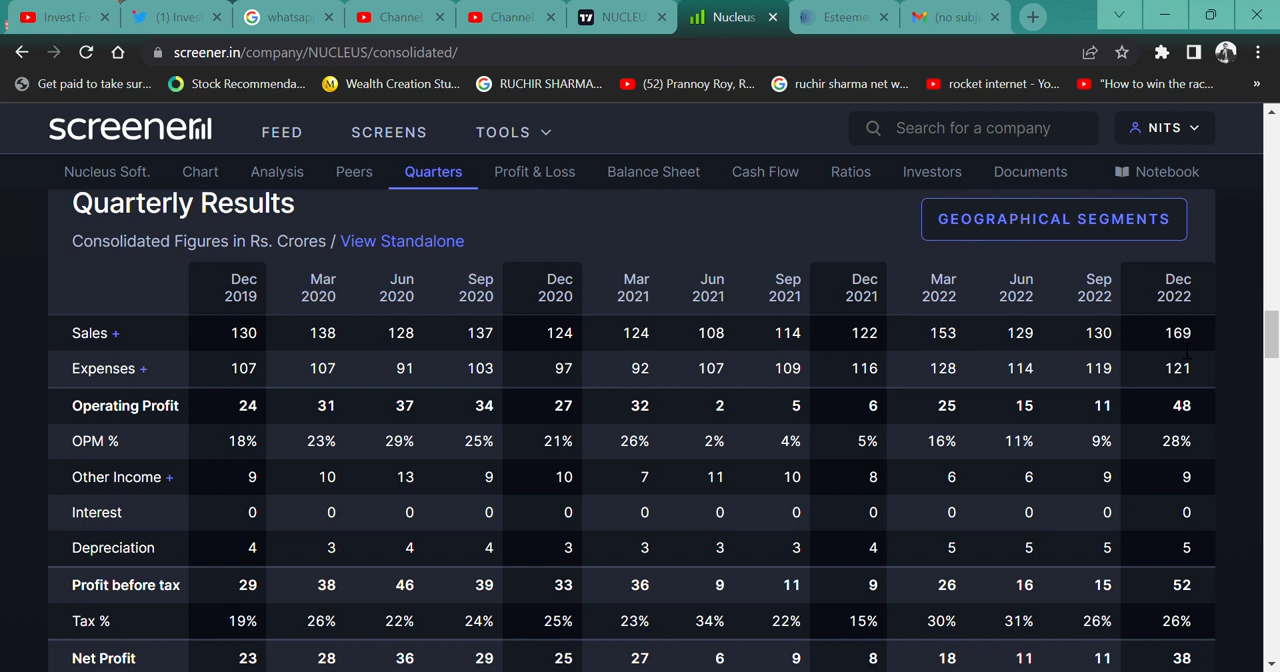 Invest Fo
(1) Invest
whatsapp
Channel
Channel
NUCLEU
Nucleus
Esteeme
(no subj
screener.in/company/NUCLEUS/consolidated/
Get paid to take sur...
Stock Recommenda...
Wealth Creation Stu...
RUCHIR SHARMA...
(52) Prannoy Roy, R...
ruchir sharma net w...
rocket internet - Yo...
"How to win the rac...
»
screener
FEED
SCREENS
TOOLS
Search for a company
NITS
Nucleus Soft. Chart Analysis Peers Quarters Profit & Loss Balance Sheet Cash Flow Ratios Investors Documents Notebook
Quarterly Results
GEOGRAPHICAL SEGMENTS
Consolidated Figures in Rs. Crores / View Standalone
Dec Mar Jun Sep Dec Mar Jun Sep Dec Mar Jun Sep Dec
2019 2020 2020 2020 2020 2021 2021 2021 2021 2022 2022 2022 2022
Sales + 130 138 128 137 124 124 108 114 122 153 129 130 169
Expenses + 107 107 91 103 97 92 107 109 116 128 114 119 121
Operating Profit 24 31 37 34 27 32 2 5 6 25 15 11 48
OPM % 18% 23% 29% 25% 21% 26% 2% 4% 5% 16% 11% 9% 28%
Other Income + 9 10 13 9 10 7 11 10 8 6 6 9 9
Interest 0 0 0 0 0 0 0 0 0 0 0 0 0
Depreciation 4 3 4 4 3 3 3 3 4 5 5 5 5
Profit before tax 29 38 46 39 33 36 9 11 9 26 16 15 52
Tax % 19% 26% 22% 24% 25% 23% 34% 22% 15% 30% 31% 26% 26%
Net Profit 23 28 36 29 25 27 6 9 8 18 11 11 38